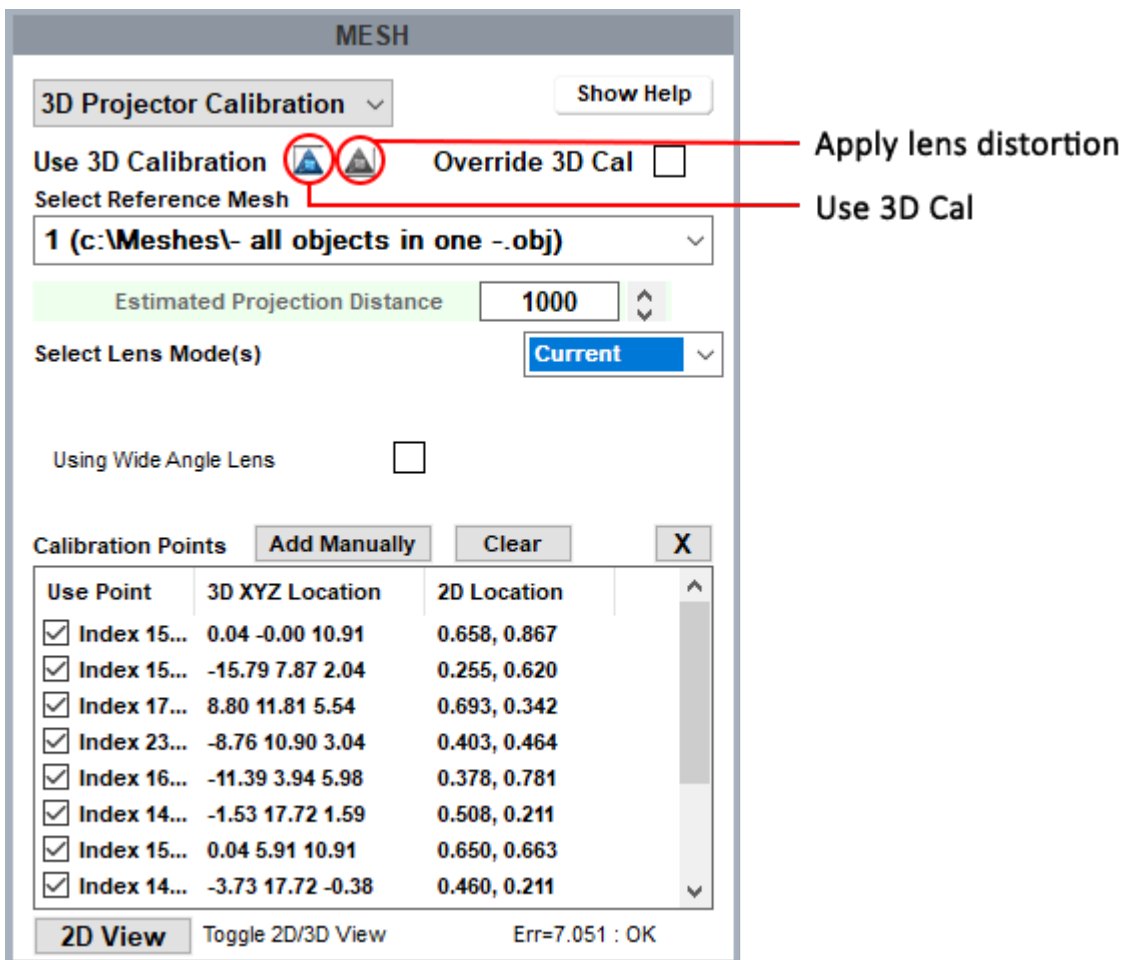 MESH
3D Projector Calibration
Show Help
Use 3D Calibration
Override 3D Cal
Apply lens distortion
Use 3D Cal
Select Reference Mesh
1 (c:\Meshes\- all objects in one -.obj)
Estimated Projection Distance 1000
Select Lens Mode(s) Current
Using Wide Angle Lens
Calibration Points Add Manually Clear X
Use Point 3D XYZ Location 2D Location
Index 15... 0.04 -0.00 10.91 0.658, 0.867
Index 15... -15.79 7.87 2.04 0.255, 0.620
Index 17... 8.80 11.81 5.54 0.693, 0.342
Index 23... -8.76 10.90 3.04 0.403, 0.464
Index 16... -11.39 3.94 5.98 0.378, 0.781
Index 14... -1.53 17.72 1.59 0.508, 0.211
Index 15... 0.04 5.91 10.91 0.650, 0.663
Index 14... -3.73 17.72 -0.38 0.460, 0.211
2D View Toggle 2D/3D View Err=7.051 : OK